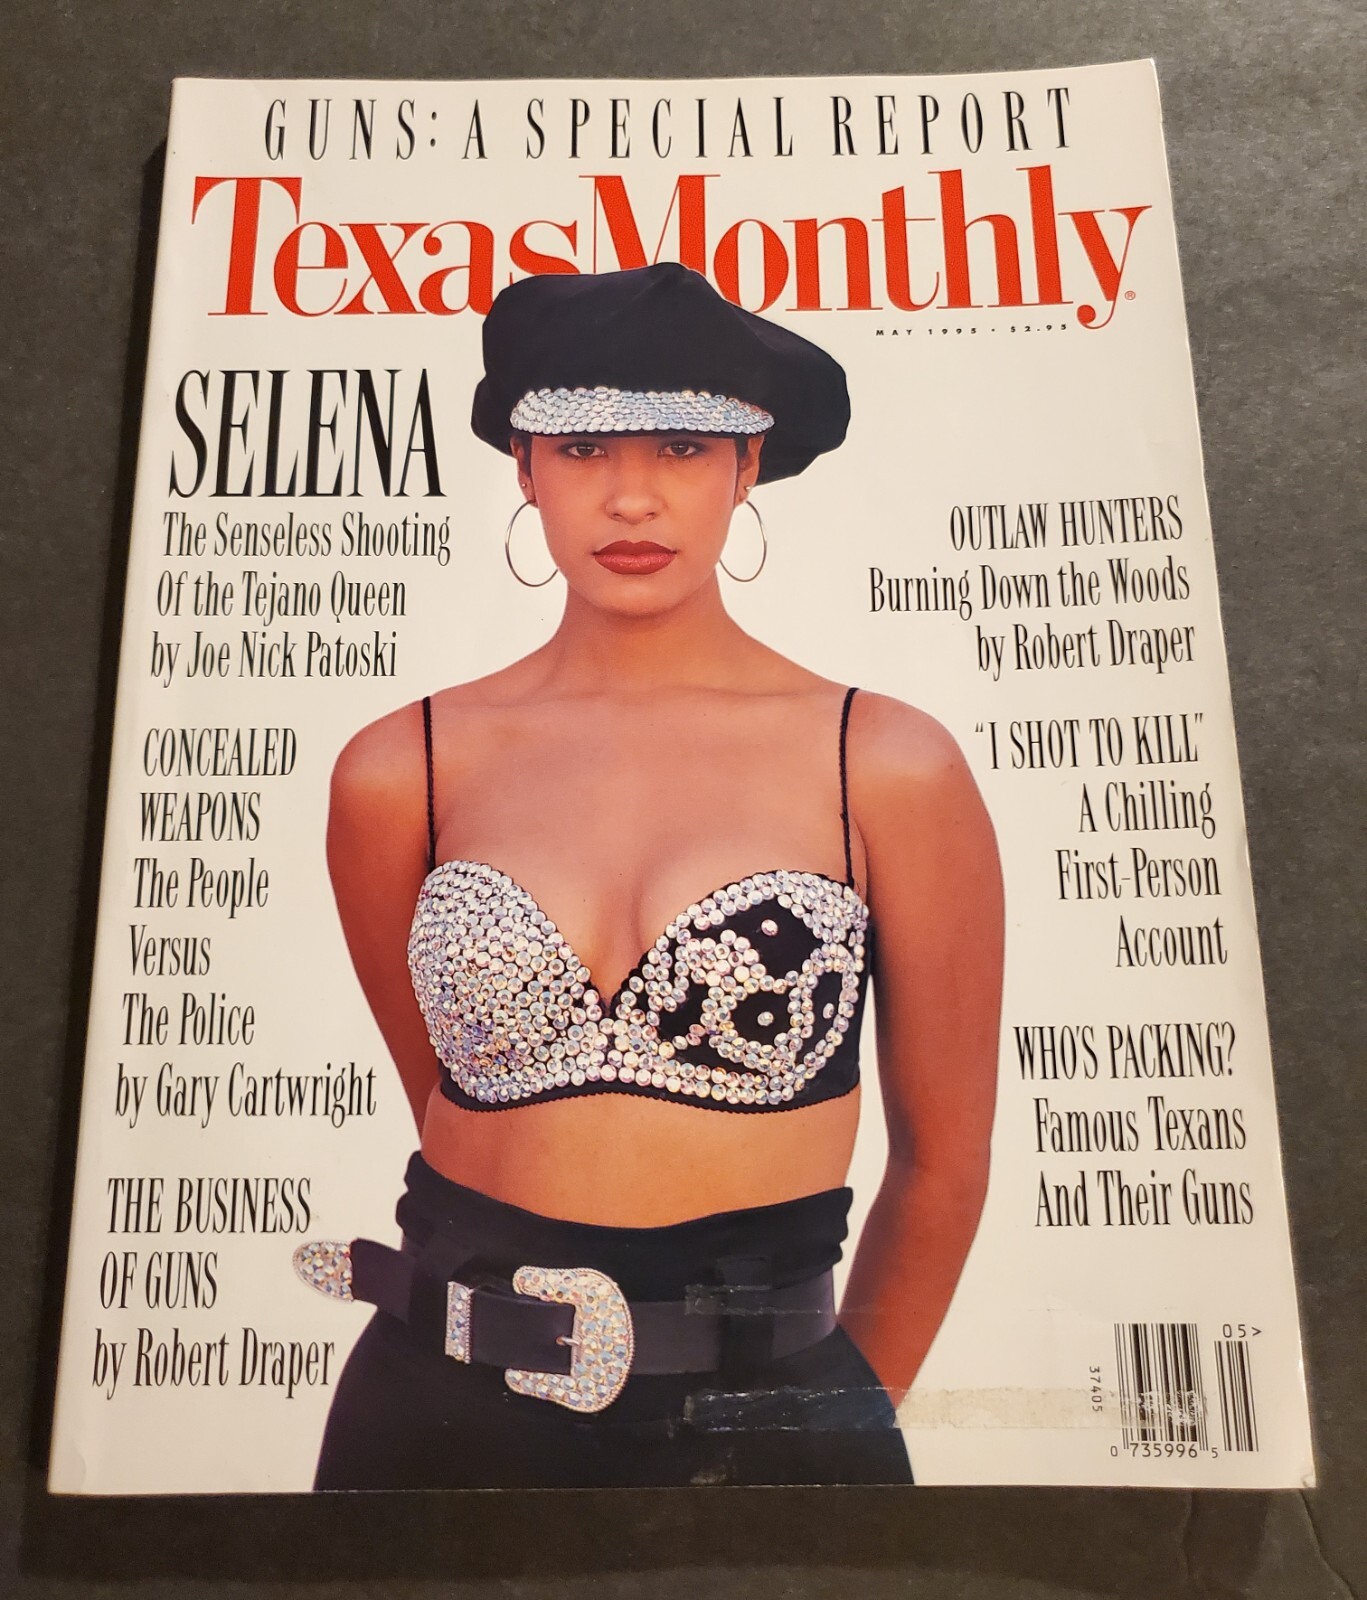 GUNS: A SPECIAL REPORT
Texas Monthly®
MAY 1995 • $2.95
SELENA
The Senseless Shooting
Of the Tejano Queen
by Joe Nick Patoski
CONCEALED
WEAPONS
The People
Versus
The Police
by Gary Cartwright
THE BUSINESS
OF GUNS
by Robert Draper
OUTLAW HUNTERS
Burning Down the Woods
by Robert Draper
"I SHOT TO KILL"
A Chilling
First-Person
Account
WHO'S PACKING?
Famous Texans
And Their Guns
05>
37405
0 735996 5